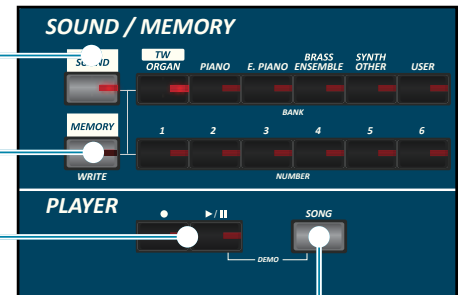 SOUND / MEMORY
SOUND
TW
ORGAN
PIANO
E. PIANO
BRASS
ENSEMBLE
SYNTH
OTHER
USER
BANK
MEMORY
1 2 3 4 5 6
WRITE
NUMBER
PLAYER
● ▶/⏸ SONG
DEMO